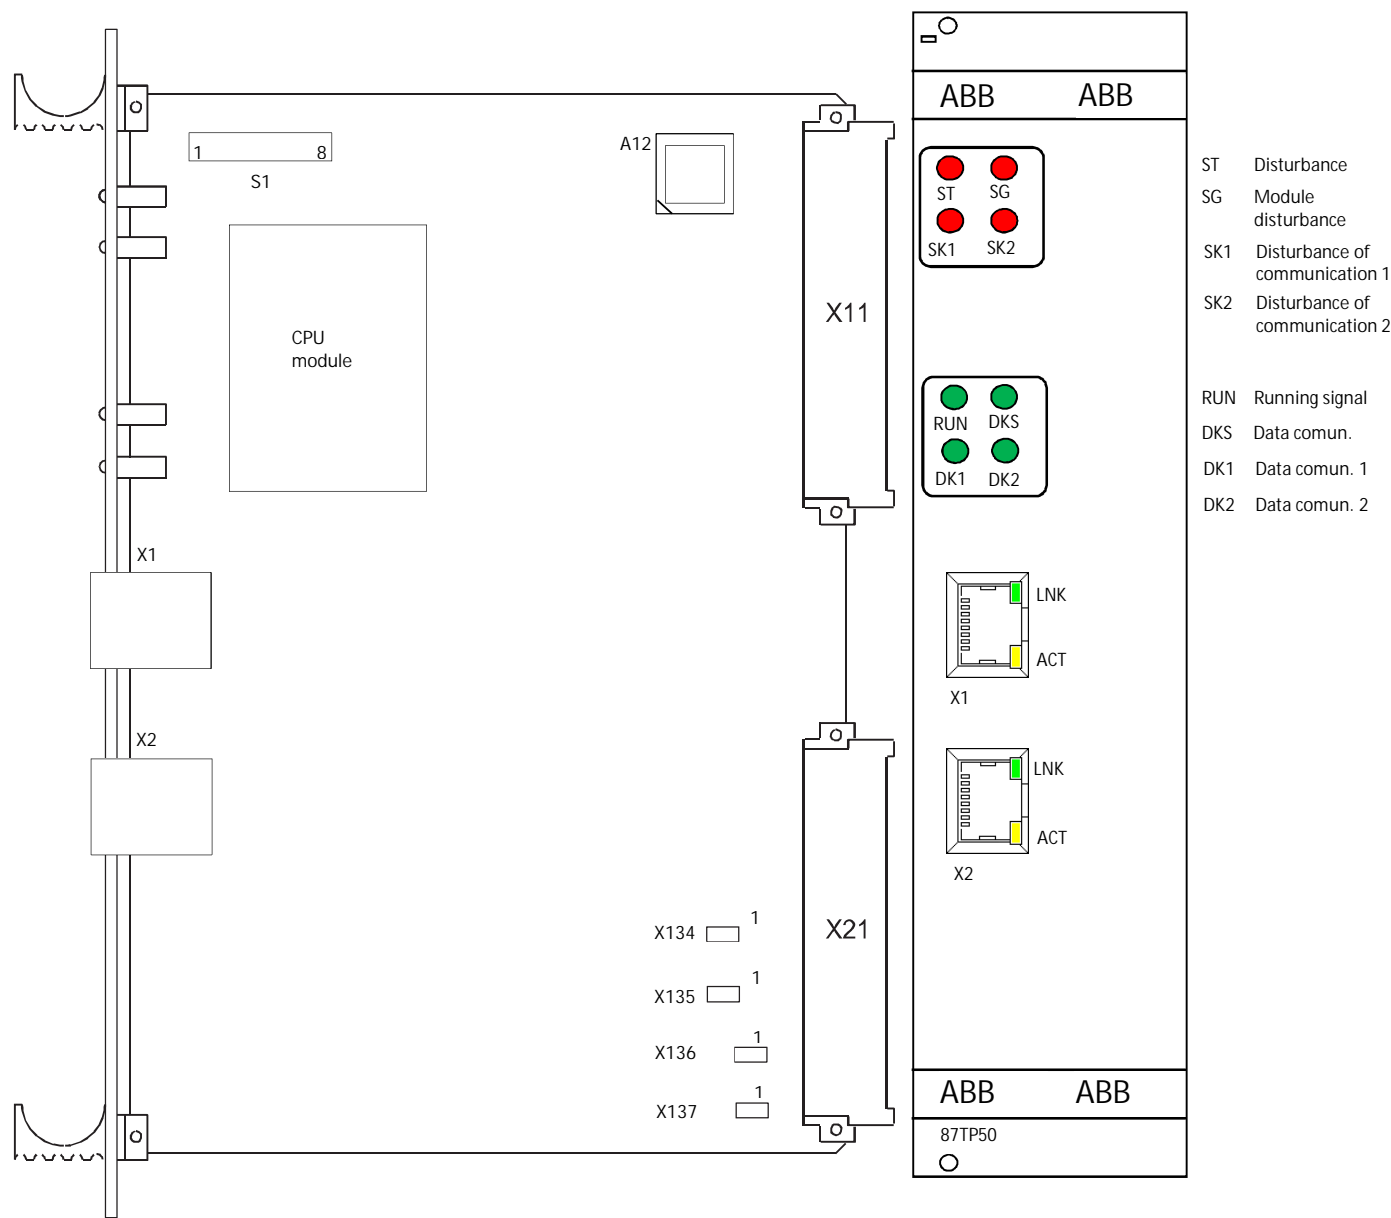 1 8
S1
A12
CPU
module
X11
X1
X2
X21
X134 1
X135 1
X136 1
X137 1
ABB ABB
ST SG
SK1 SK2
RUN DKS
DK1 DK2
LNK
ACT
X1
LNK
ACT
X2
ABB ABB
87TP50
ST Disturbance
SG Module
disturbance
SK1 Disturbance of
communication 1
SK2 Disturbance of
communication 2
RUN Running signal
DKS Data comun.
DK1 Data comun. 1
DK2 Data comun. 2